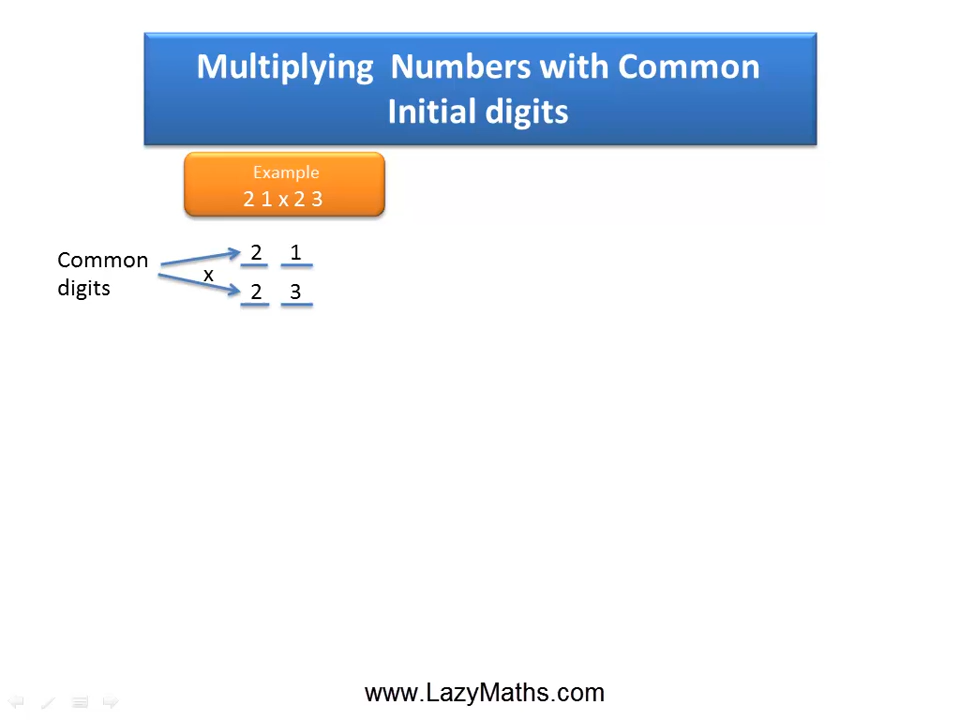 Multiplying  Numbers with Common
Initial digits
Example
2 1 x 2 3
Common
digits
x
2 1
2 3
www.LazyMaths.com